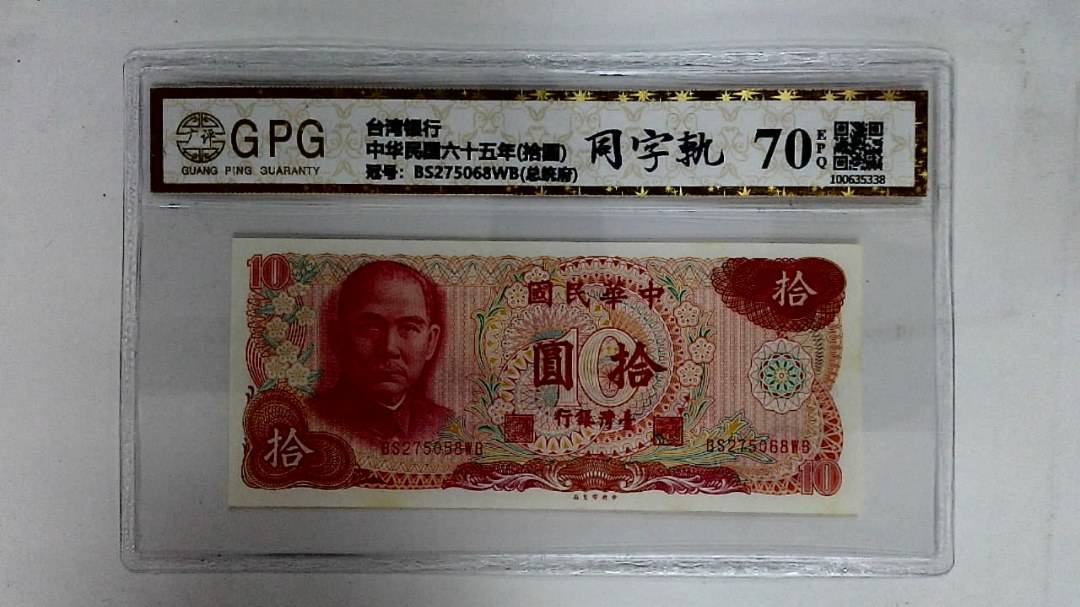 GPG
GUANG PING GUARANTY
台湾银行
中华民国六十五年(拾圆)
冠号：BS275068WB(总统府)
同字軌
70
EPQ
100635338
10
國民華中
拾
圓拾
10
行銀灣臺
拾
BS275068WB
BS275068WB
10